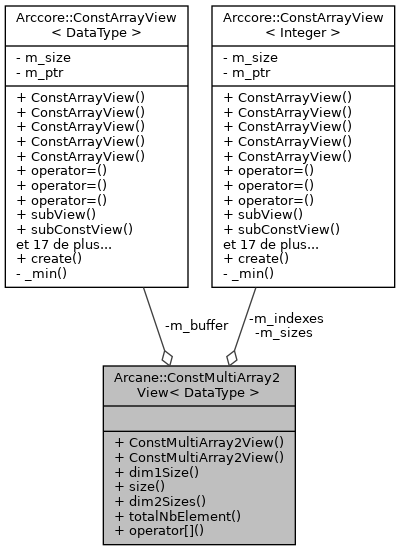 Arccore::ConstArrayView
< DataType >
- m_size
- m_ptr
+ ConstArrayView()
+ ConstArrayView()
+ ConstArrayView()
+ ConstArrayView()
+ ConstArrayView()
+ operator=()
+ operator=()
+ operator=()
+ subView()
+ subConstView()
et 17 de plus...
+ create()
- _min()
Arccore::ConstArrayView
< Integer >
- m_size
- m_ptr
+ ConstArrayView()
+ ConstArrayView()
+ ConstArrayView()
+ ConstArrayView()
+ ConstArrayView()
+ operator=()
+ operator=()
+ operator=()
+ subView()
+ subConstView()
et 17 de plus...
+ create()
- _min()
-m_buffer
-m_indexes
-m_sizes
Arcane::ConstMultiArray2
View< DataType >
+ ConstMultiArray2View()
+ ConstMultiArray2View()
+ dim1Size()
+ size()
+ dim2Sizes()
+ totalNbElement()
+ operator[]()